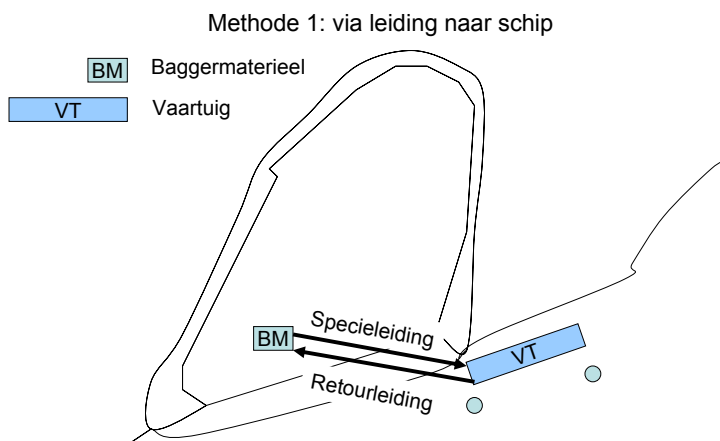 Methode 1: via leiding naar schip
BM Baggermaterieel
VT Vaartuig
Specieleiding
BM
VT
Retourleiding